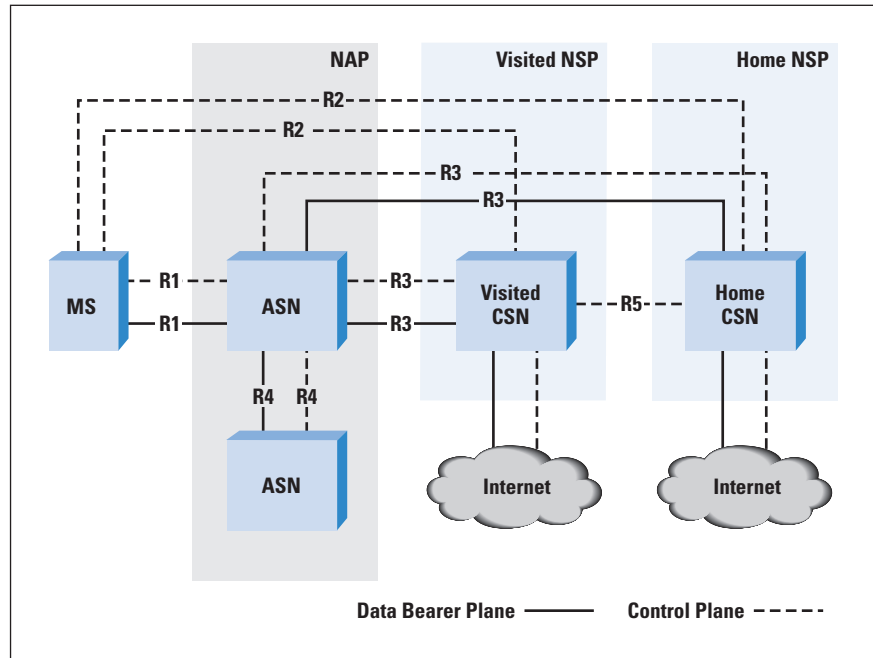 NAP
Visited NSP
Home NSP
R2
R2
R3
R3
MS
R1
R1
ASN
R3
R3
Visited
CSN
R5
Home
CSN
R4
R4
ASN
Internet
Internet
Data Bearer Plane
Control Plane